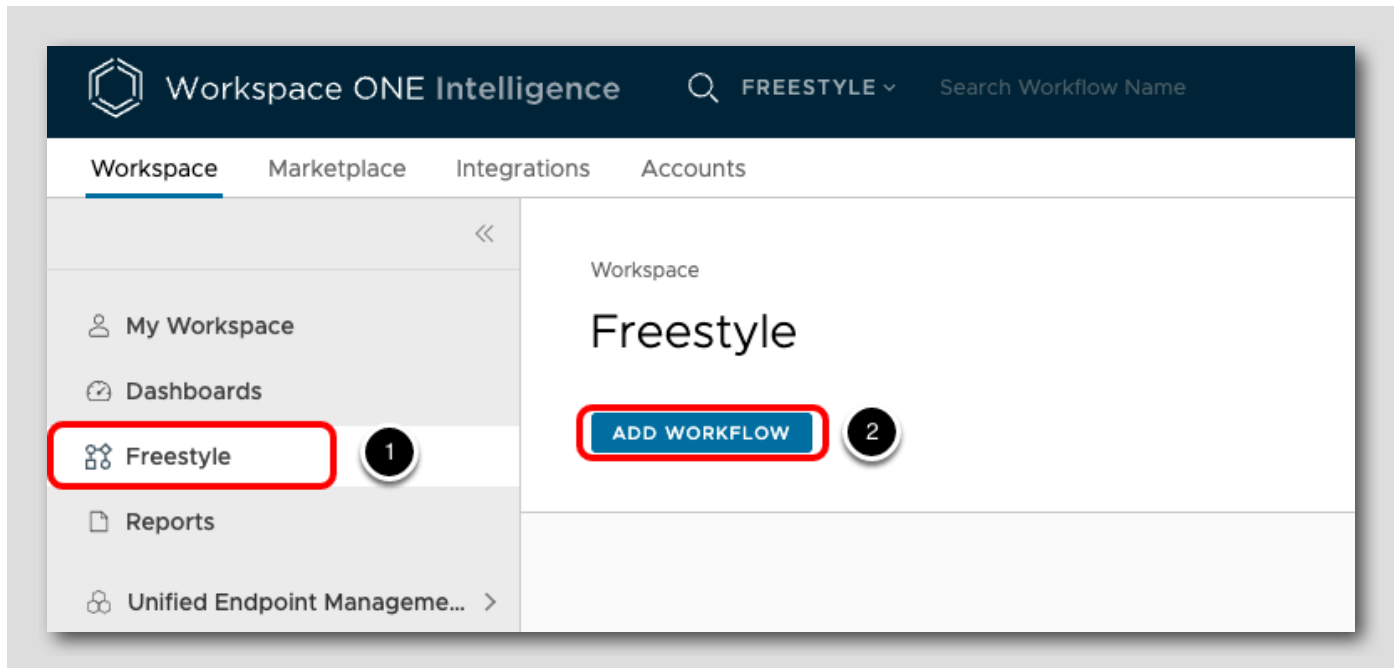 Workspace ONE Intelligence FREESTYLE Search Workflow Name
Workspace Marketplace Integrations Accounts
Workspace
Freestyle
My Workspace
Dashboards
ADD WORKFLOW 2
Freestyle 1
Reports
Unified Endpoint Manageme...